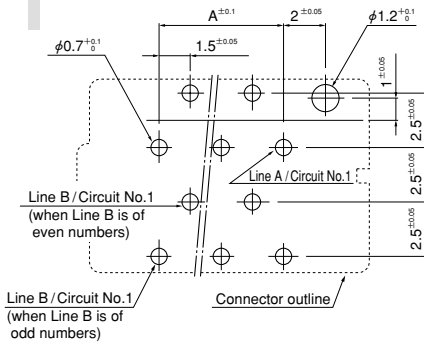 A±0.1
2±0.05
φ1.2+0.1 0
φ0.7+0.1 0
1.5±0.05
1±0.05
2.5±0.05
2.5±0.05
2.5±0.05
Line A / Circuit No.1
Line B / Circuit No.1
(when Line B is of
even numbers)
Line B / Circuit No.1
(when Line B is of
odd numbers)
Connector outline